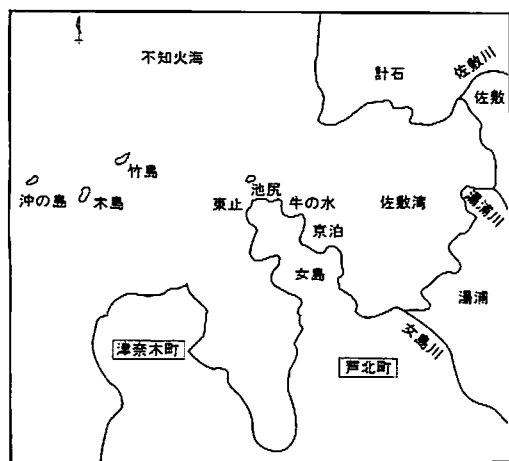 不知火海
計石
佐敷川
佐敷
竹島
沖の島
木島
池尻
東止
牛の水
佐敷湾
湯浦川
京泊
女島
湯浦
女島川
津奈木町
芦北町